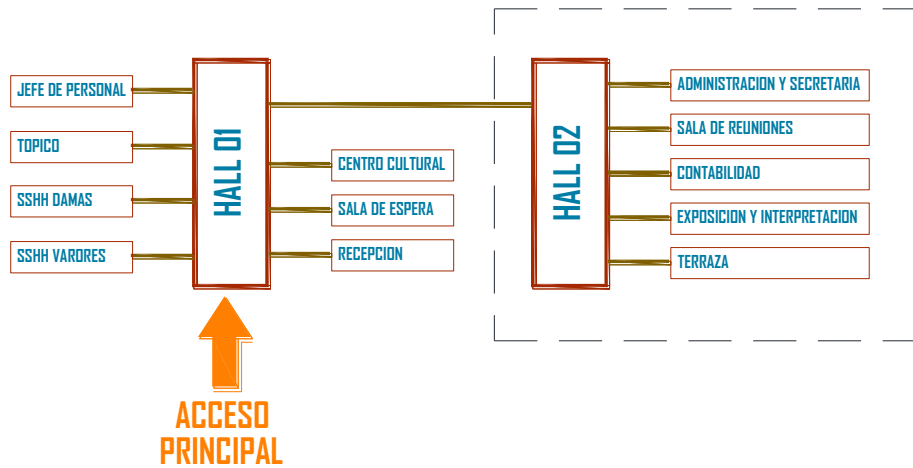 JEFE DE PERSONAL
TOPICO
SSHH DAMAS
SSHH VARORES
HALL 01
CENTRO CULTURAL
SALA DE ESPERA
RECEPCION
HALL 02
ADMINISTRACION Y SECRETARIA
SALA DE REUNIONES
CONTABILIDAD
EXPOSICION Y INTERPRETACION
TERRAZA
ACCESO
PRINCIPAL